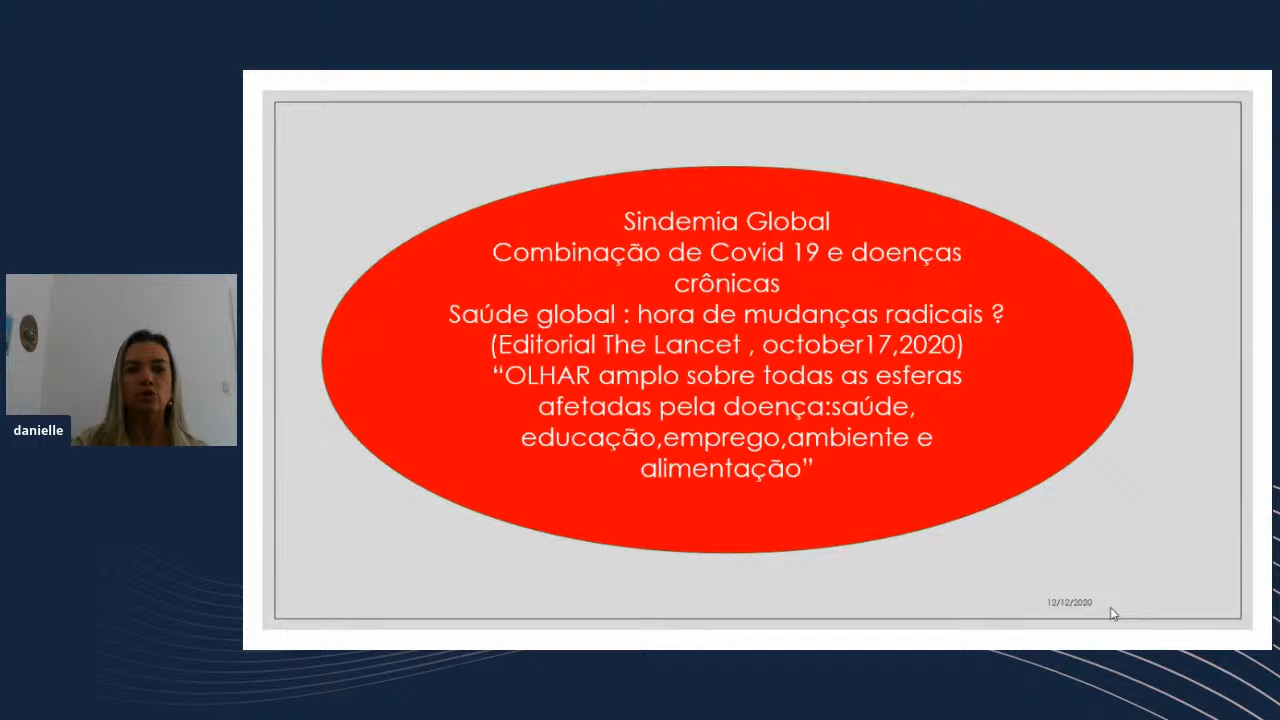 Sindemia Global
Combinação de Covid 19 e doenças
crônicas
Saúde global : hora de mudanças radicais ?
(Editorial The Lancet , october17,2020)
“OLHAR amplo sobre todas as esferas
afetadas pela doença:saúde,
educação,emprego,ambiente e
alimentação”
danielle
12/12/2020